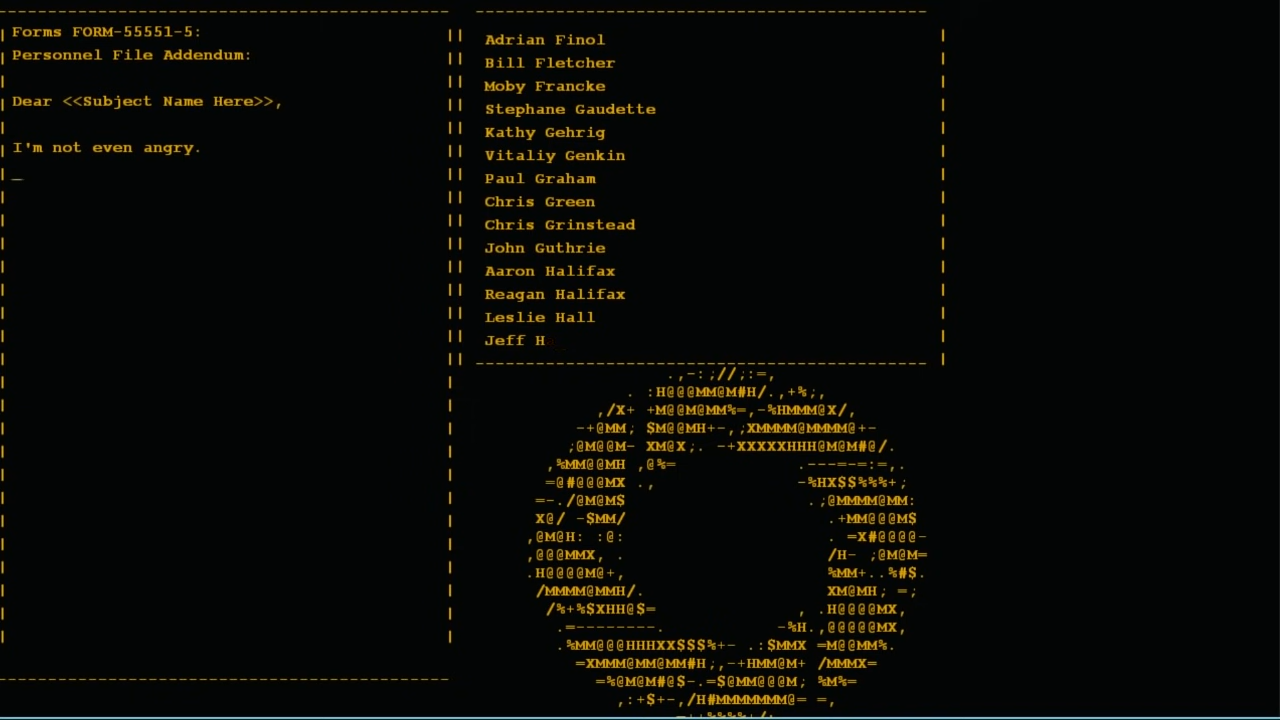 Forms FORM-55551-5:
Personnel File Addendum:
Dear <<Subject Name Here>>,
I'm not even angry.
_
Adrian Finol
Bill Fletcher
Moby Francke
Stephane Gaudette
Kathy Gehrig
Vitaliy Genkin
Paul Graham
Chris Green
Chris Grinstead
John Guthrie
Aaron Halifax
Reagan Halifax
Leslie Hall
Jeff H